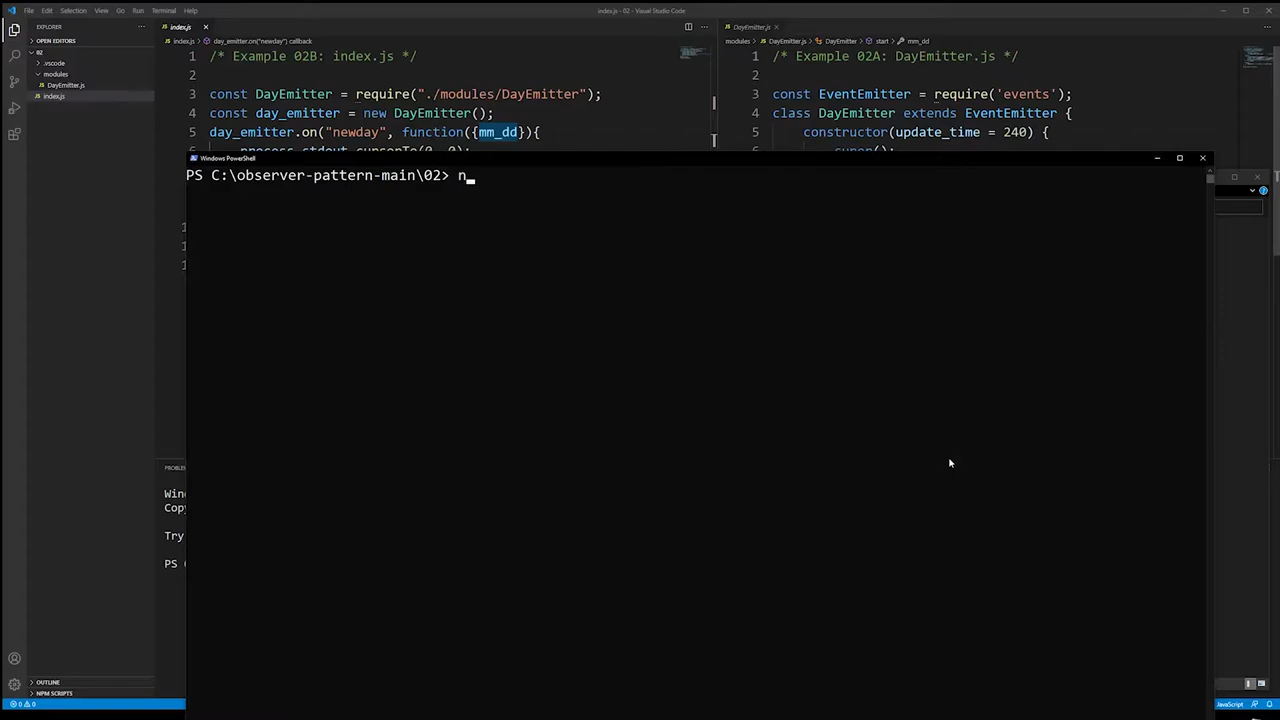 File Edit Selection View Go Run Terminal Help
index.js - 02 - Visual Studio Code
EXPLORER
OPEN EDITORS
02
.vscode
modules
DayEmitter.js
index.js
OUTLINE
NPM SCRIPTS
index.js
index.js day_emitter.on("newday") callback
1 /* Example 02B: index.js */
2
3 const DayEmitter = require("./modules/DayEmitter");
4 const day_emitter = new DayEmitter();
5 day_emitter.on("newday", function({mm_dd}){
6 process.stdout.cursorTo(0, 0);
DayEmitter.js
modules DayEmitter.js DayEmitter start mm_dd
1 /* Example 02A: DayEmitter.js */
2
3 const EventEmitter = require('events');
4 class DayEmitter extends EventEmitter {
5 constructor(update_time = 240) {
6 super();
Windows PowerShell
PS C:\observer-pattern-main\02> n
1
1
1
PROBLE
Wind
Copy
Try
PS
0 0
JavaScript